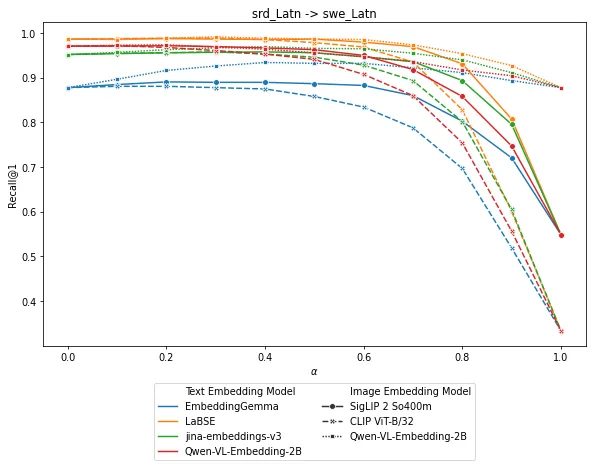 srd_Latn -> swe_Latn
Recall@1
1.0
0.9
0.8
0.7
0.6
0.5
0.4
0.0
0.2
0.4
0.6
0.8
1.0
α
Text Embedding Model
EmbeddingGemma
LaBSE
jina-embeddings-v3
Qwen-VL-Embedding-2B
Image Embedding Model
SigLIP 2 So400m
CLIP ViT-B/32
Qwen-VL-Embedding-2B